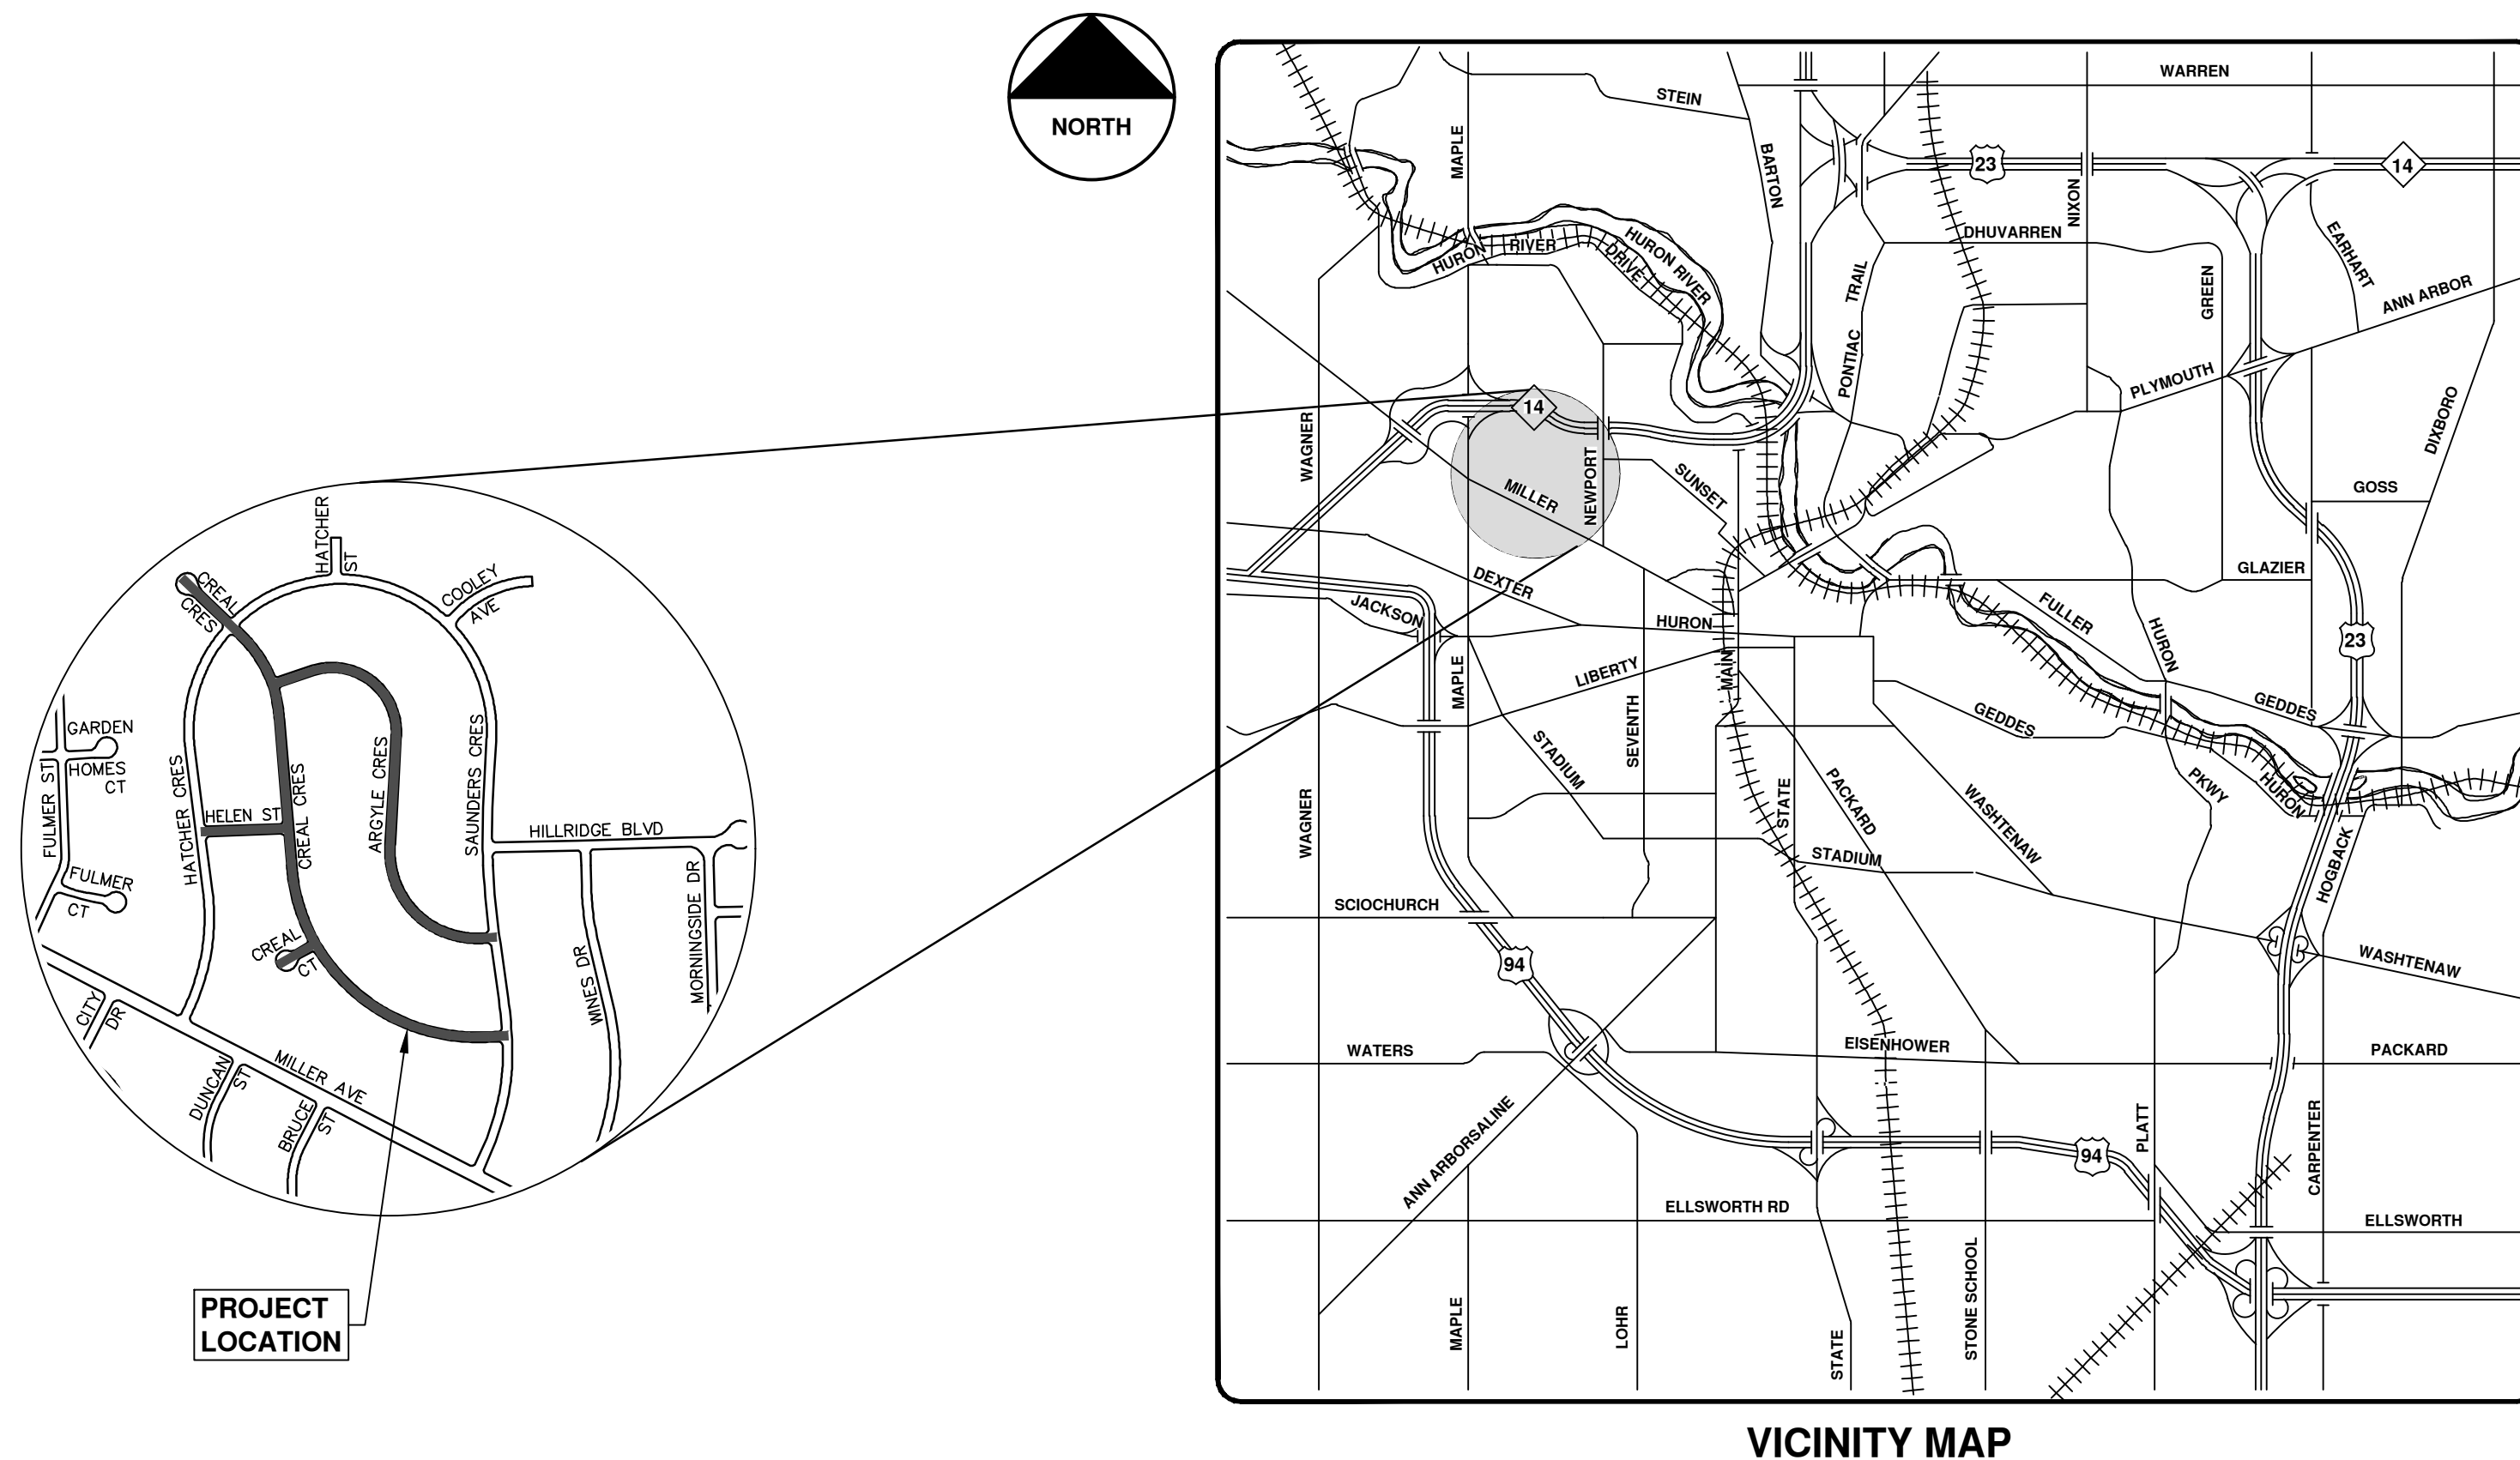 NORTH
HATCHER
ST
CREAL
CRES
COOLEY
AVE
GARDEN
HOMES
CT
FULMER ST
FULMER
CT
HATCHER CRES
HELEN ST
CREAL CRES
ARGYLE CRES
SAUNDERS CRES
HILLRIDGE BLVD
MORNINGSIDE DR
WINES DR
CREAL
CT
CITY
DR
DUNCAN
ST
MILLER AVE
BRUCE
ST
PROJECT
LOCATION
WARREN
STEIN
MAPLE
BARTON
23
14
NIXON
DHUVARREN
EARHART
HURON
RIVER
DRIVE
HURON RIVER
TRAIL
PONTIAC
GREEN
ANN ARBOR
PLYMOUTH
DIXBORO
14
WAGNER
NEWPORT
MILLER
SUNSET
GOSS
GLAZIER
DEXTER
JACKSON
HURON
FULLER
HURON
23
LIBERTY
MAIN
MAPLE
SEVENTH
STADIUM
GEDDES
GEDDES
WAGNER
STATE
PACKARD
WASHTENAW
PKWY
HURON
HOGBACK
STADIUM
SCIOCHURCH
94
WASHTENAW
WATERS
EISENHOWER
PACKARD
ANN ARBORSALINE
PLATT
CARPENTER
94
ELLSWORTH RD
ELLSWORTH
MAPLE
LOHR
STATE
STONE SCHOOL
VICINITY MAP